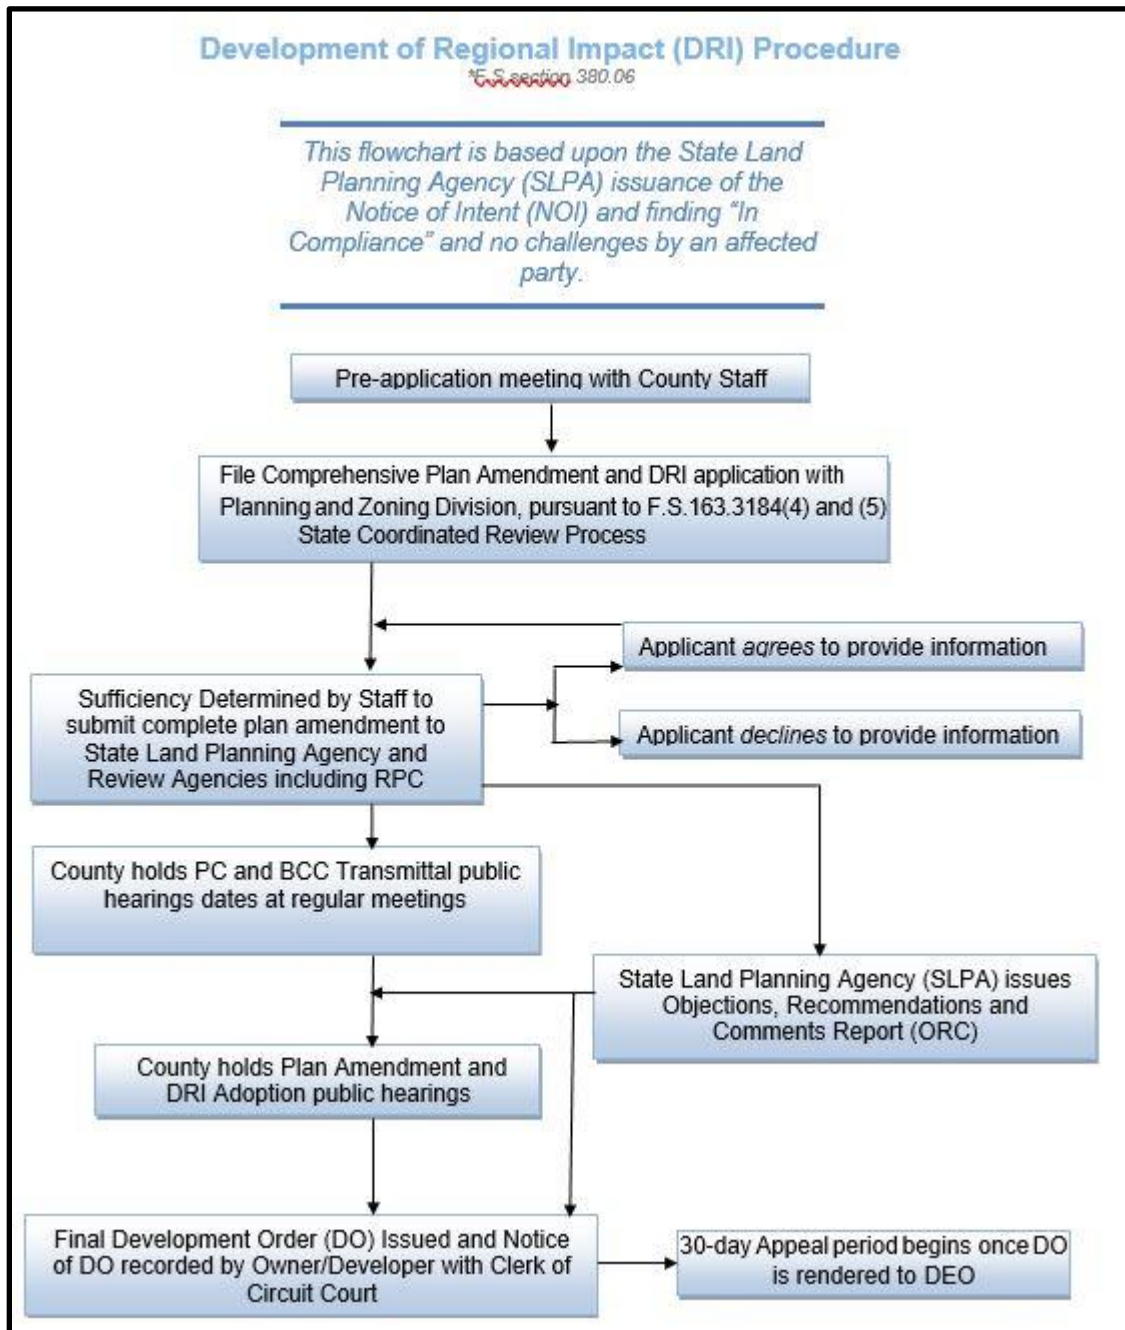 Development of Regional Impact (DRI) Procedure
*F.S section 380.06
This flowchart is based upon the State Land
Planning Agency (SLPA) issuance of the
Notice of Intent (NOI) and finding “In
Compliance” and no challenges by an affected
party.
Pre-application meeting with County Staff
File Comprehensive Plan Amendment and DRI application with
Planning and Zoning Division, pursuant to F.S.163.3184(4) and (5)
State Coordinated Review Process
Applicant agrees to provide information
Sufficiency Determined by Staff to
submit complete plan amendment to
State Land Planning Agency and
Review Agencies including RPC
Applicant declines to provide information
County holds PC and BCC Transmittal public
hearings dates at regular meetings
State Land Planning Agency (SLPA) issues
Objections, Recommendations and
Comments Report (ORC)
County holds Plan Amendment and
DRI Adoption public hearings
Final Development Order (DO) Issued and Notice
of DO recorded by Owner/Developer with Clerk of
Circuit Court
30-day Appeal period begins once DO
is rendered to DEO